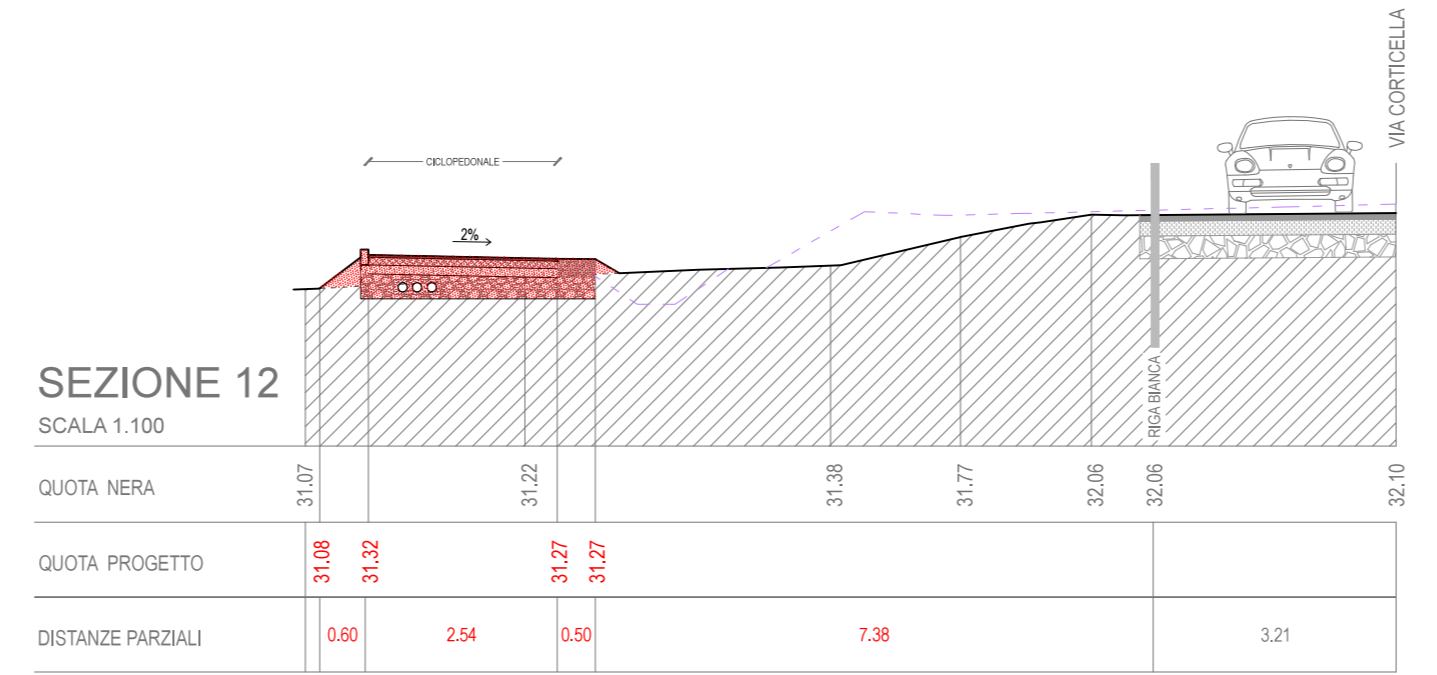 VIA CORTICELLA
CICLOPEDONALE
2%
RIGA BIANCA
SEZIONE 12
SCALA 1.100
QUOTA NERA 31.07 31.22 31.38 31.77 32.06 32.06 32.10
QUOTA PROGETTO 31.08 31.32 31.27 31.27
DISTANZE PARZIALI 0.60 2.54 0.50 7.38 3.21